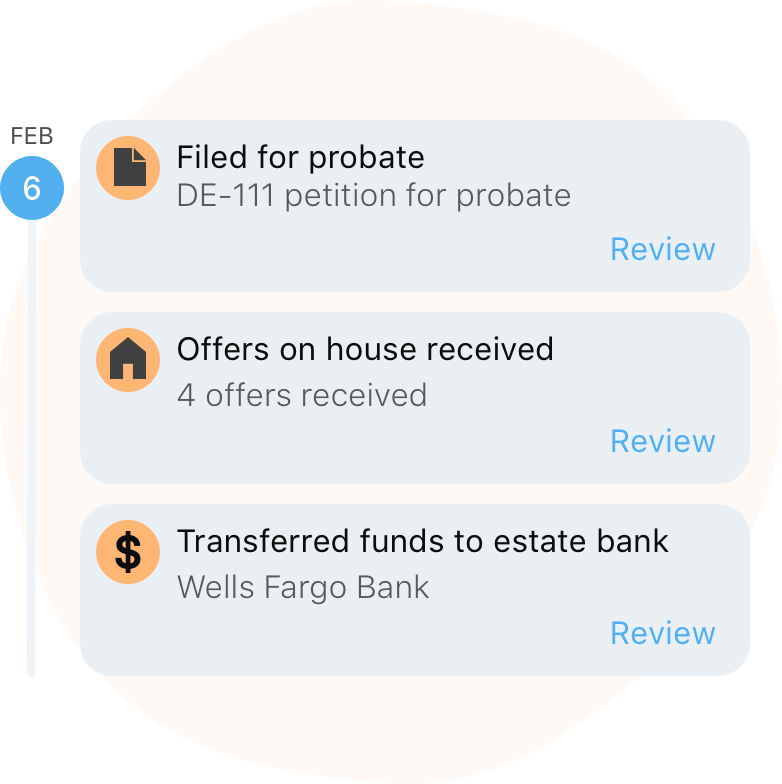 FEB
6
Filed for probate
DE-111 petition for probate
Review
Offers on house received
4 offers received
Review
$
Transferred funds to estate bank
Wells Fargo Bank
Review